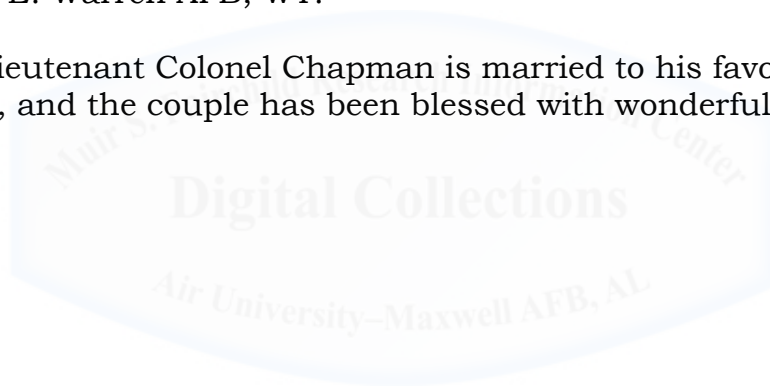 E. Warren AFB, WY.
ieutenant Colonel Chapman is married to his favo
, and the couple has been blessed with wonderful
Muir S. Fairchild Research Information Center
Digital Collections
Air University–Maxwell AFB, AL